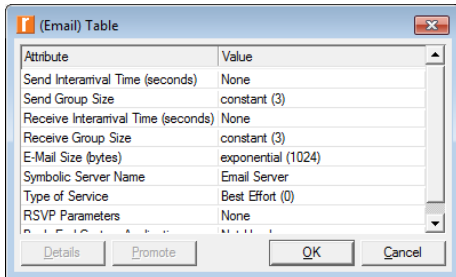 (Email) Table
Attribute Value
Send Interarrival Time (seconds) None
Send Group Size constant (3)
Receive Interarrival Time (seconds) None
Receive Group Size constant (3)
E-Mail Size (bytes) exponential (1024)
Symbolic Server Name Email Server
Type of Service Best Effort (0)
RSVP Parameters None
Details Promote OK Cancel